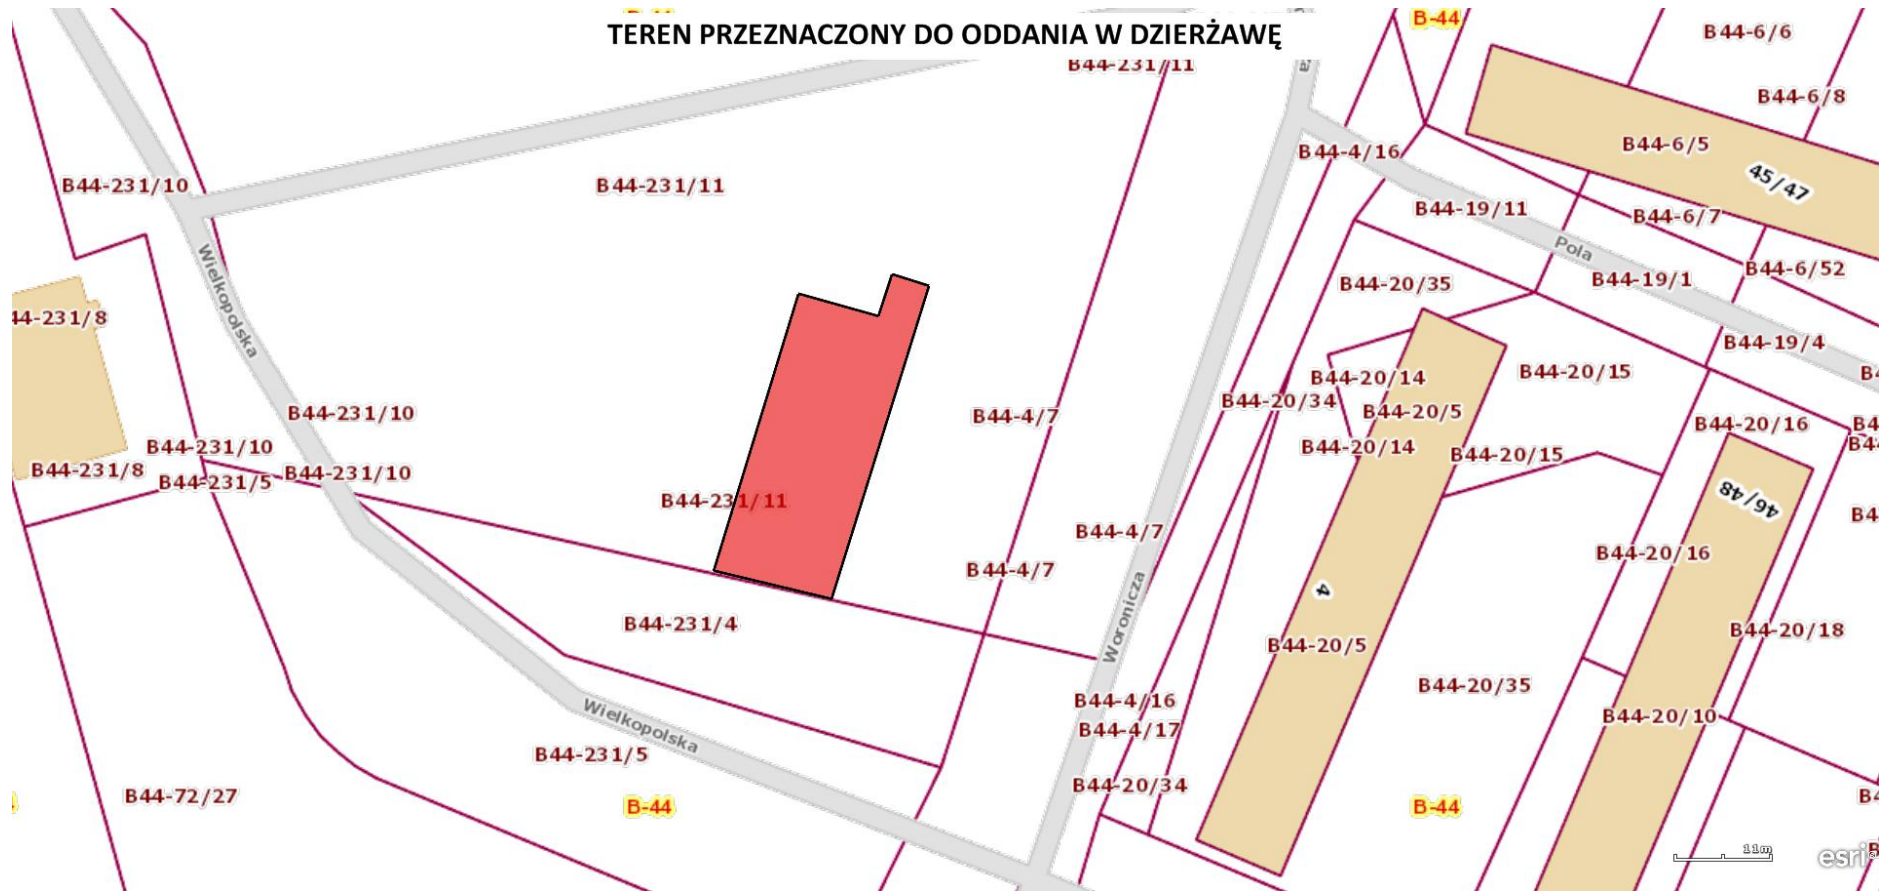 B-44
TEREN PRZEZNACZONY DO ODDANIA W DZIERŻAWĘ
B44-6/6
B44-231/11
B44-6/8
B44-6/5
B44-4/16
45/47
B44-231/10
B44-231/11
B44-19/11
B44-6/7
Pola
B44-6/52
B44-19/1
B44-20/35
Wielkopolska
44-231/8
B44-19/4
B44-20/15
B44-20/14
B44-20/34
B44-20/5
B44-231/10
B44-4/7
B44-20/16
B44-231/10
B44-20/14
B44-20/15
B44-231/8
B44-231/5
B44-231/10
B44-231/11
46/48
B44-4/7
B44-20/16
B44-4/7
4
Woronicza
B44-231/4
B44-20/18
B44-20/5
B44-20/35
B44-4/16
B44-20/10
Wielkopolska
B44-4/17
B44-231/5
B44-20/34
B44-72/27
B-44
B-44
11m
esri